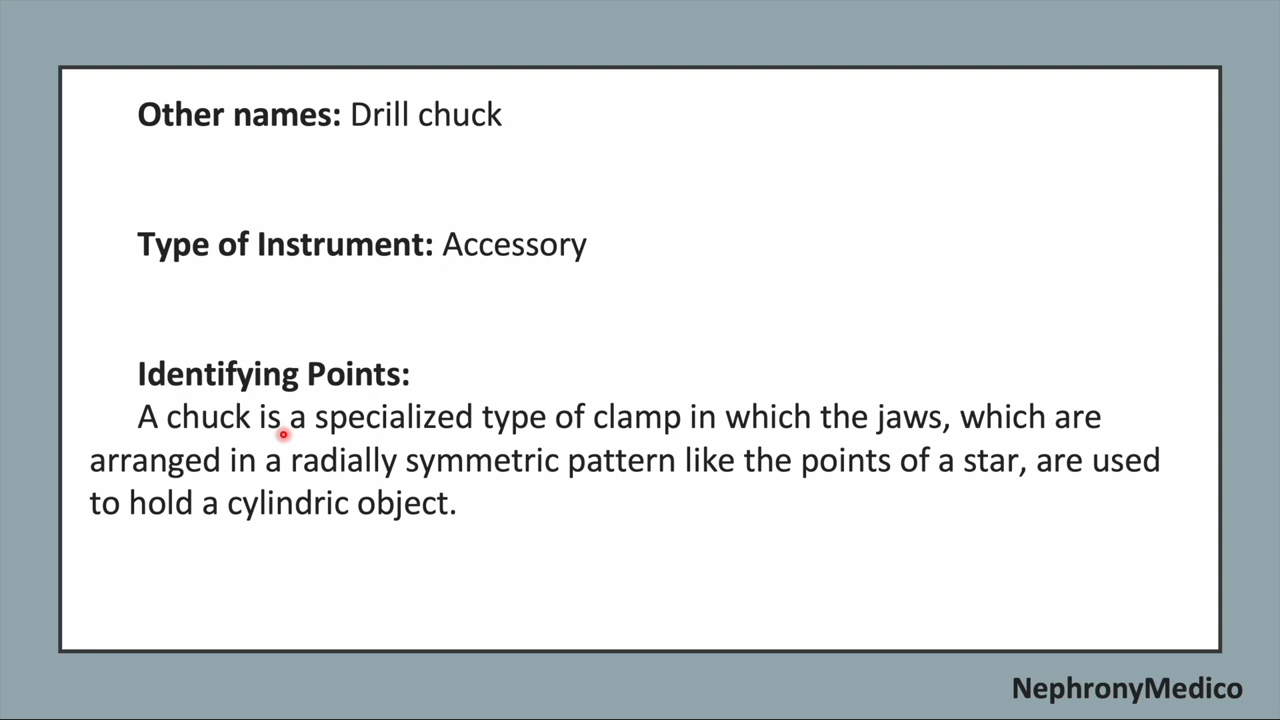 Other names: Drill chuck
Type of Instrument: Accessory
Identifying Points:
A chuck is a specialized type of clamp in which the jaws, which are
arranged in a radially symmetric pattern like the points of a star, are used
to hold a cylindric object.
NephronyMedico